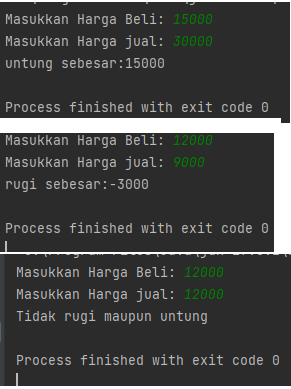 Masukkan Harga Beli: 15000
Masukkan Harga jual: 30000
untung sebesar:15000
Process finished with exit code 0
Masukkan Harga Beli: 12000
Masukkan Harga jual: 9000
rugi sebesar:-3000
Process finished with exit code 0
Masukkan Harga Beli: 12000
Masukkan Harga jual: 12000
Tidak rugi maupun untung
Process finished with exit code 0